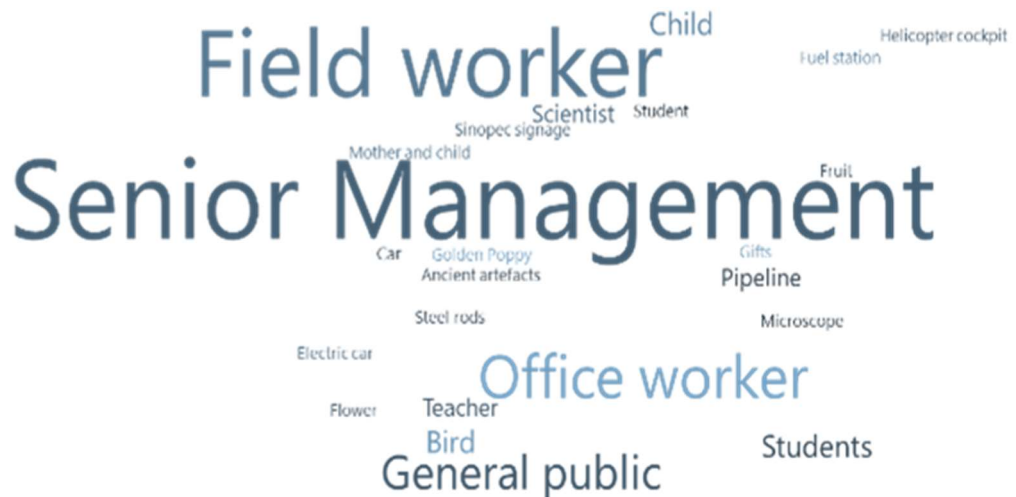 Child
Helicopter cockpit
Field worker
Fuel station
Scientist
Student
Sinopec signage
Mother and child
Fruit
Senior Management
Car
Golden Poppy
Gifts
Ancient artefacts
Pipeline
Steel rods
Microscope
Electric car
Office worker
Flower
Teacher
Bird
Students
General public